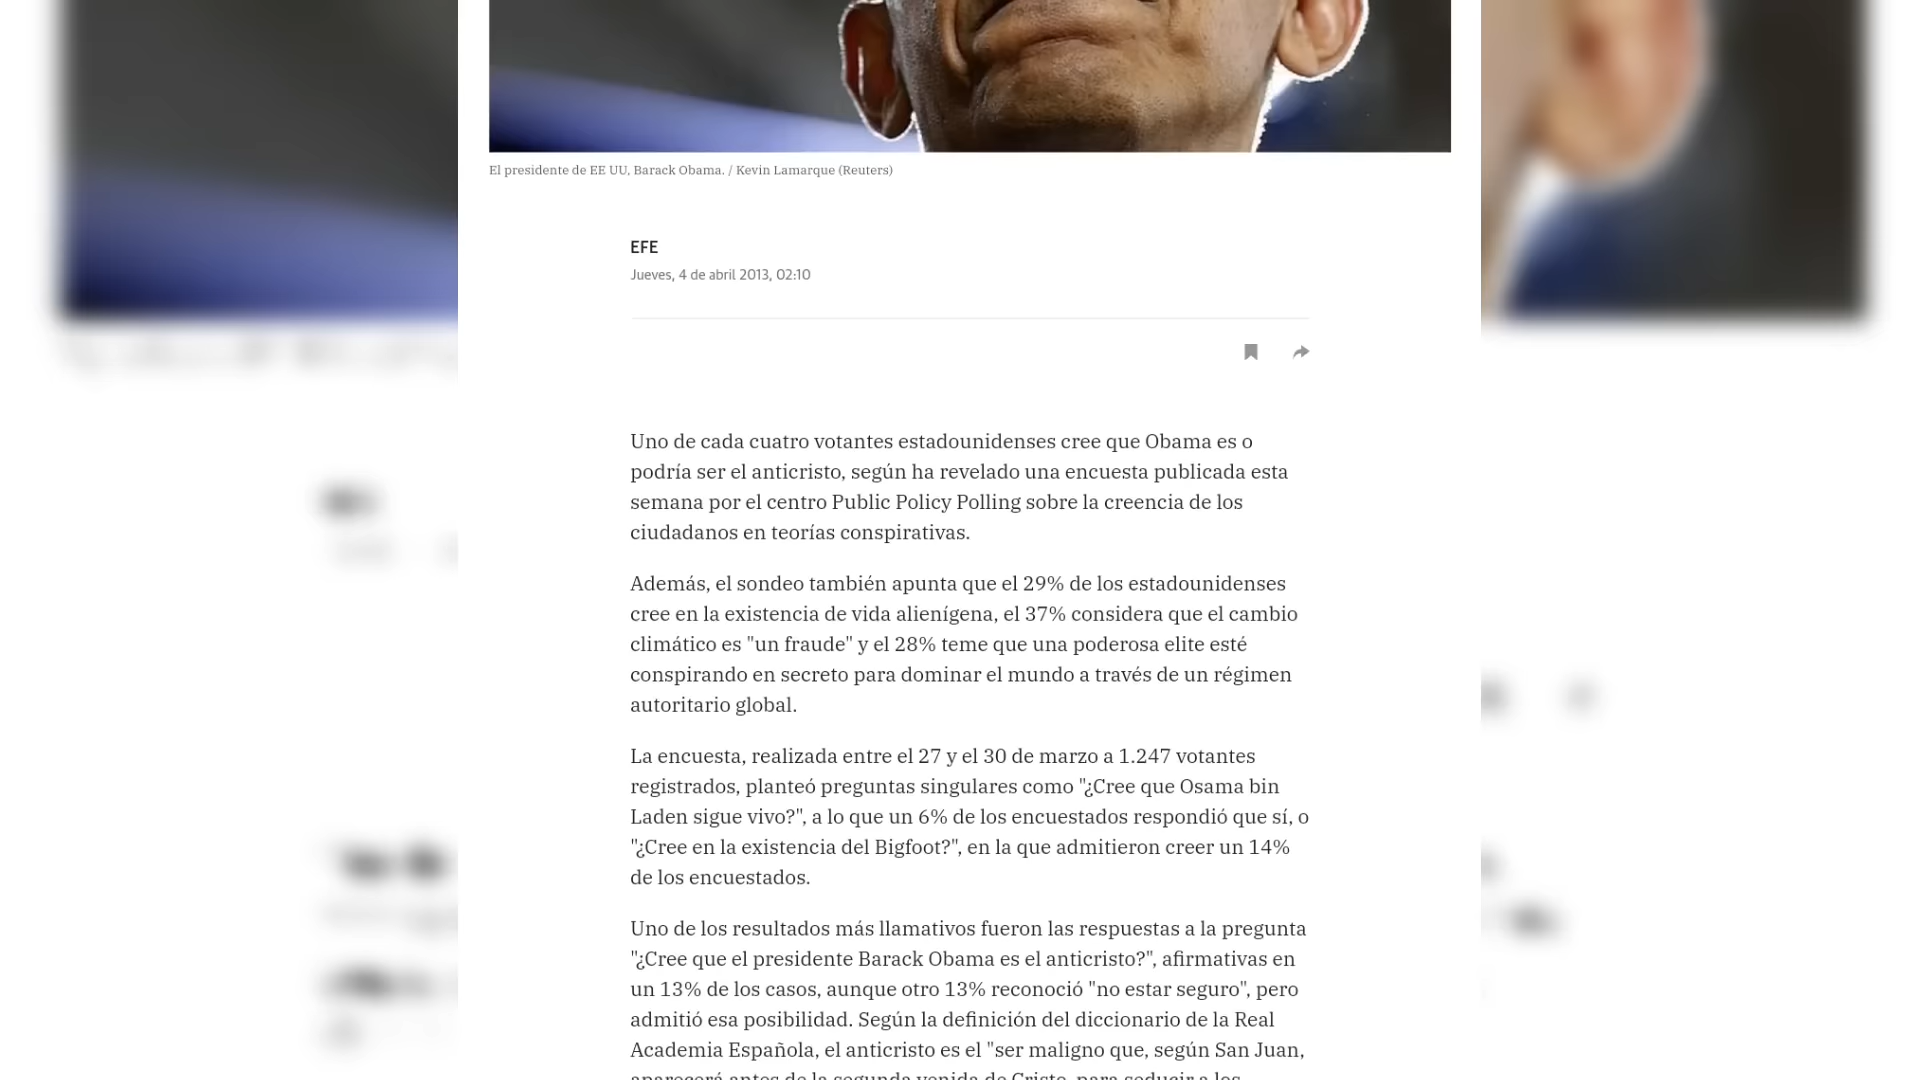 El presidente de EE UU, Barack Obama. / Kevin Lamarque (Reuters)
EFE
Jueves, 4 de abril 2013, 02:10
Uno de cada cuatro votantes estadounidenses cree que Obama es o
podría ser el anticristo, según ha revelado una encuesta publicada esta
semana por el centro Public Policy Polling sobre la creencia de los
ciudadanos en teorías conspirativas.
Además, el sondeo también apunta que el 29% de los estadounidenses
cree en la existencia de vida alienígena, el 37% considera que el cambio
climático es "un fraude" y el 28% teme que una poderosa elite esté
conspirando en secreto para dominar el mundo a través de un régimen
autoritario global.
La encuesta, realizada entre el 27 y el 30 de marzo a 1.247 votantes
registrados, planteó preguntas singulares como "¿Cree que Osama bin
Laden sigue vivo?", a lo que un 6% de los encuestados respondió que sí, o
"¿Cree en la existencia del Bigfoot?", en la que admitieron creer un 14%
de los encuestados.
Uno de los resultados más llamativos fueron las respuestas a la pregunta
"¿Cree que el presidente Barack Obama es el anticristo?", afirmativas en
un 13% de los casos, aunque otro 13% reconoció "no estar seguro", pero
admitió esa posibilidad. Según la definición del diccionario de la Real
Academia Española, el anticristo es el "ser maligno que, según San Juan,
aparecerá antes de la segunda venida de Cristo, para seducir a los